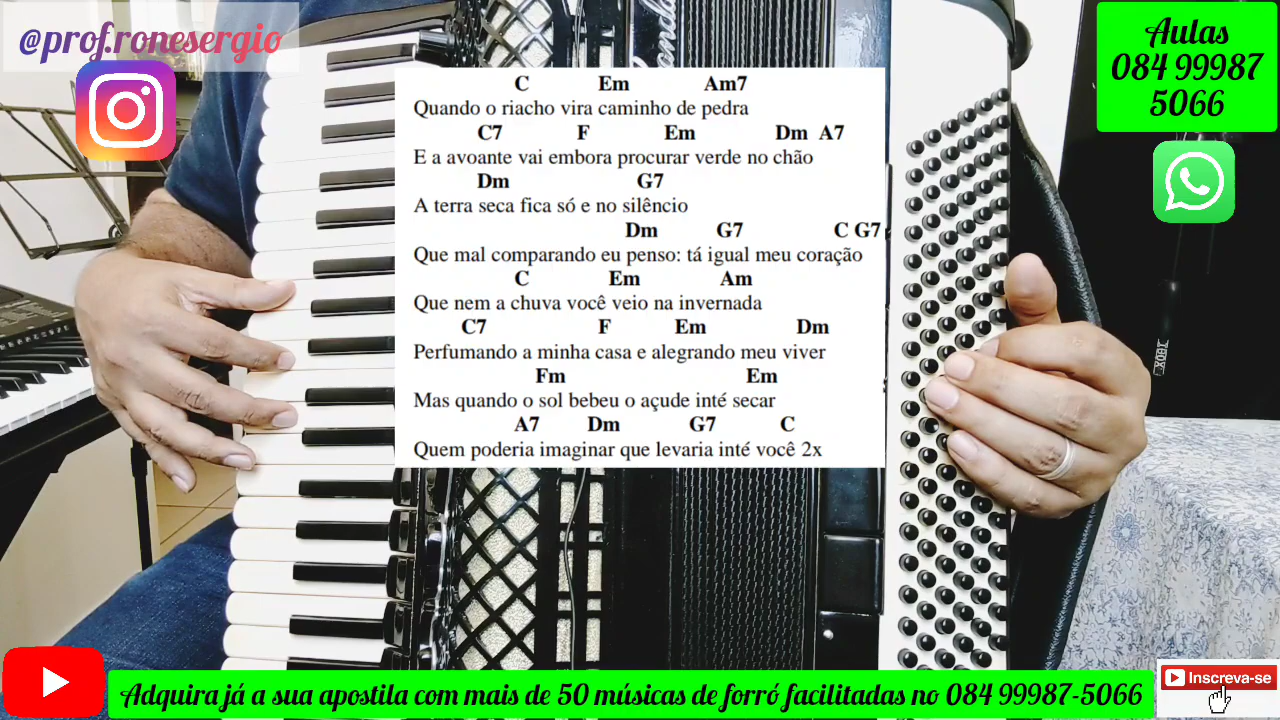 @prof.ronesergio
Aulas
084 99987
5066
C Em Am7
Quando o riacho vira caminho de pedra
C7 F Em Dm A7
E a avoante vai embora procurar verde no chão
Dm G7
A terra seca fica só e no silêncio
Dm G7 C G7
Que mal comparando eu penso: tá igual meu coração
C Em Am
Que nem a chuva você veio na invernada
C7 F Em Dm
Perfumando a minha casa e alegrando meu viver
Fm Em
Mas quando o sol bebeu o açude inté secar
A7 Dm G7 C
Quem poderia imaginar que levaria inté você 2x
Adquira já a sua apostila com mais de 50 músicas de forró facilitadas no 084 99987-5066
Inscreva-se